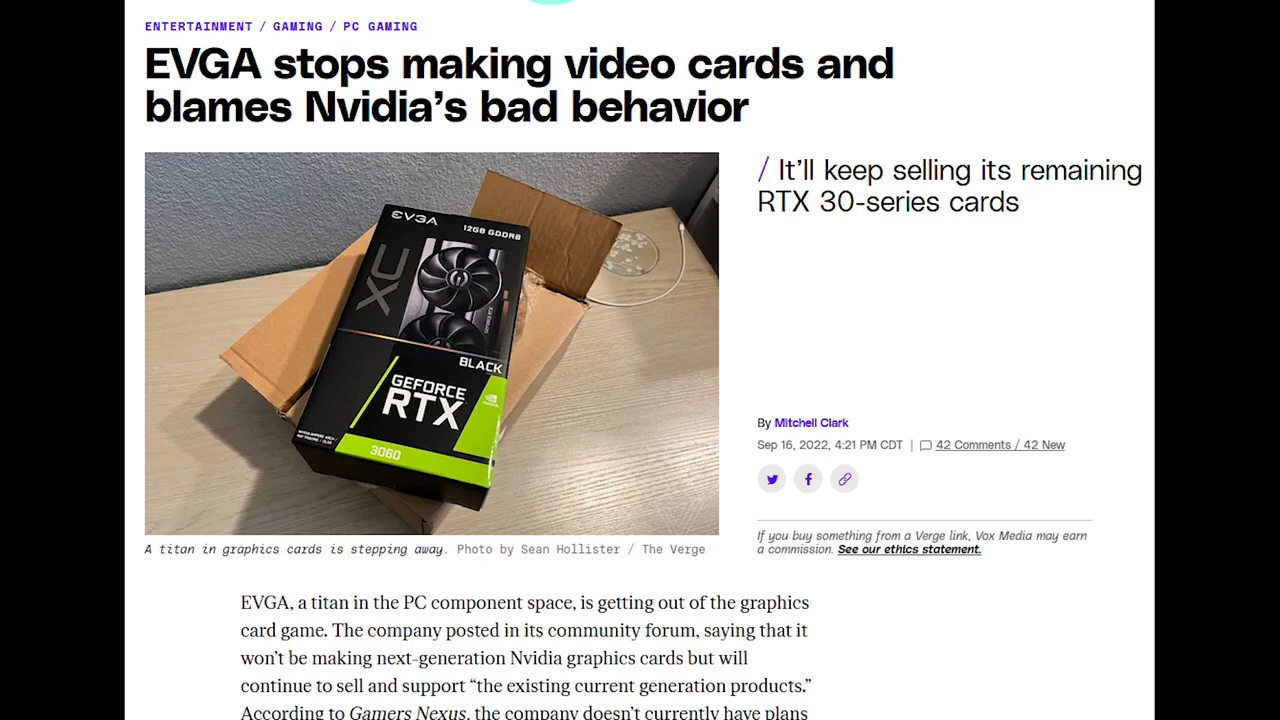 ENTERTAINMENT / GAMING / PC GAMING
EVGA stops making video cards and
blames Nvidia’s bad behavior
/ It’ll keep selling its remaining
RTX 30-series cards
EVGA
12GB GDDR6
XC
BLACK
GEFORCE
RTX
3060
By Mitchell Clark
Sep 16, 2022, 4:21 PM CDT | 42 Comments / 42 New
If you buy something from a Verge link, Vox Media may earn
a commission. See our ethics statement.
A titan in graphics cards is stepping away. Photo by Sean Hollister / The Verge
EVGA, a titan in the PC component space, is getting out of the graphics
card game. The company posted in its community forum, saying that it
won’t be making next-generation Nvidia graphics cards but will
continue to sell and support “the existing current generation products.”
According to Gamers Nexus, the company doesn’t currently have plans